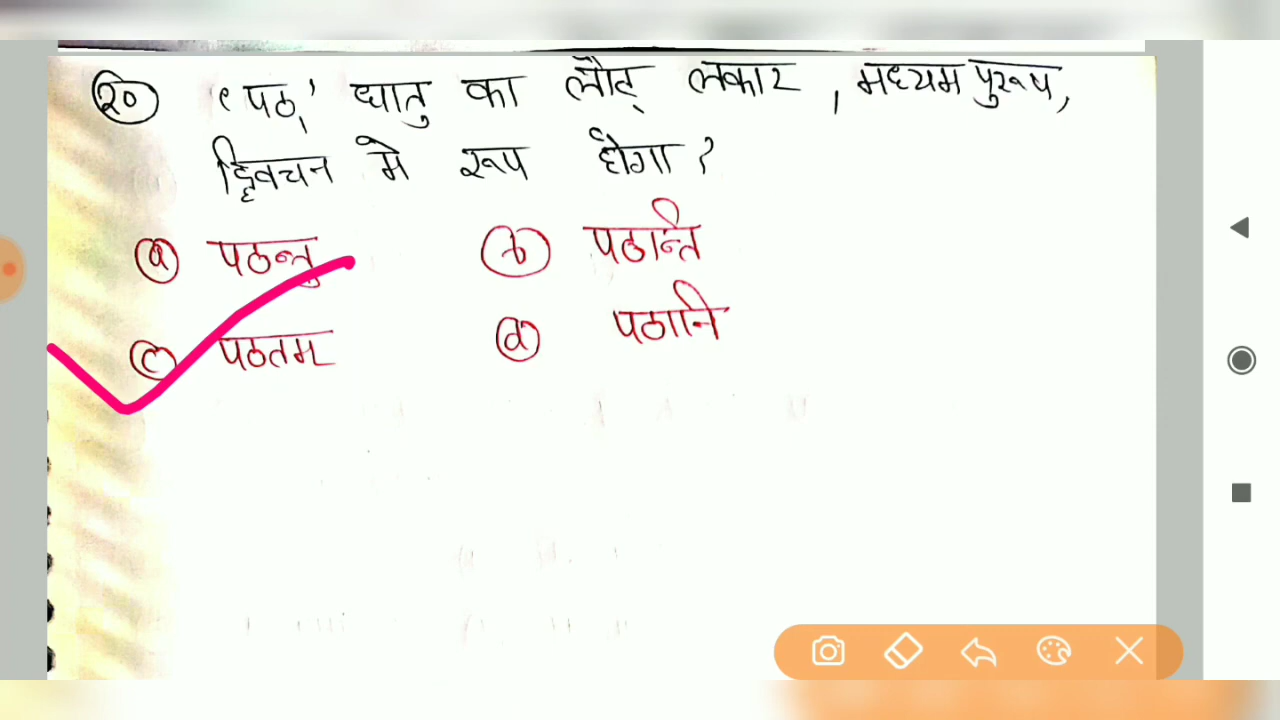 २० 'पठ्' धातु का लौट् लकार, मध्यम पुरूष,
द्विवचन मे रूप होगा?
(a) पठन्तु (b) पठान्ति
(c) पठतम (d) पठानि